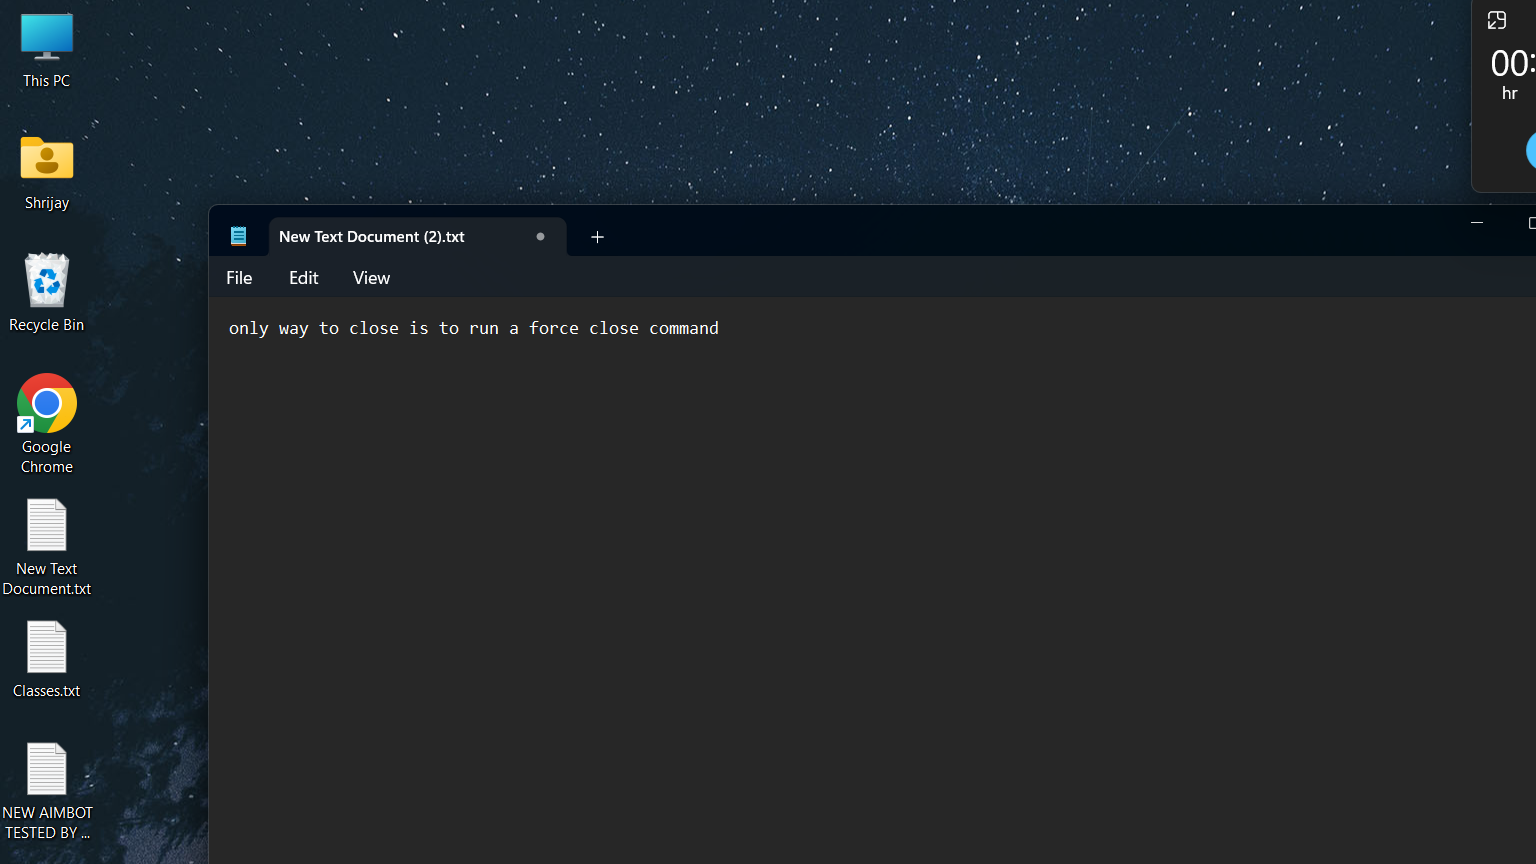 This PC
Shrijay
Recycle Bin
Google
Chrome
New Text
Document.txt
Classes.txt
NEW AIMBOT
TESTED BY ...
00:
hr
New Text Document (2).txt
File Edit View
only way to close is to run a force close command